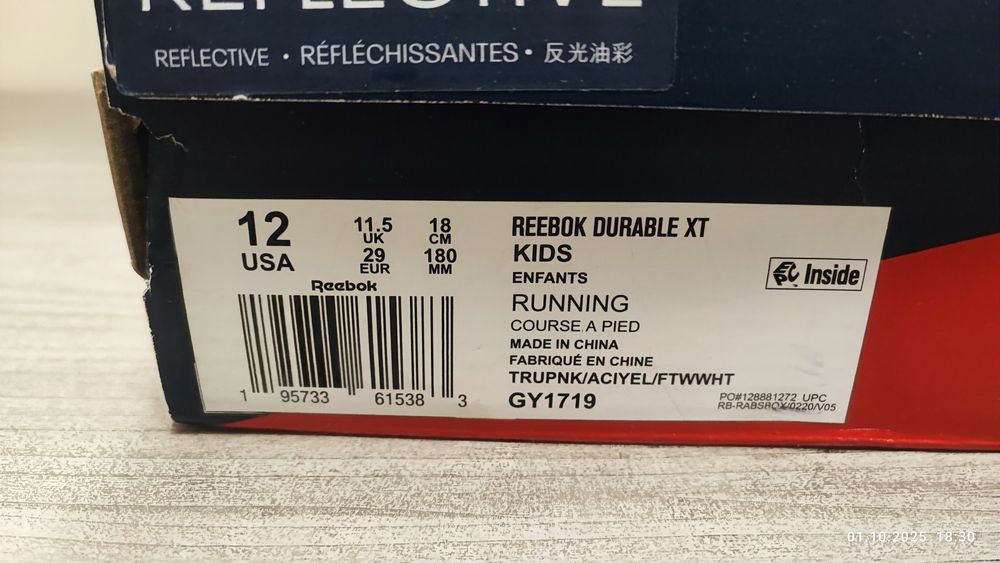 REFLECTIVE
REFLECTIVE • RÉFLÉCHISSANTES • 反光油彩
12
USA
11.5
UK
29
EUR
18
CM
180
MM
Reebok
1 95733 61538 3
REEBOK DURABLE XT
KIDS
ENFANTS
RUNNING
COURSE A PIED
MADE IN CHINA
FABRIQUÉ EN CHINE
TRUPNK/ACIYEL/FTWWHT
GY1719
EPC Inside
PO#128881272 UPC
RB-RABSBOX/0220/V05
01.10.2025 18:30